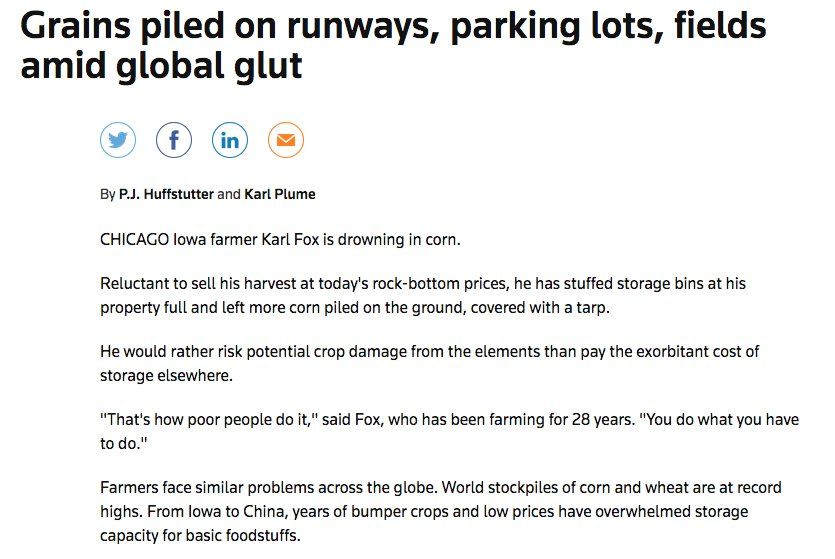 Grains piled on runways, parking lots, fields
amid global glut
f
in
By P.J. Huffstutter and Karl Plume
CHICAGO Iowa farmer Karl Fox is drowning in corn.
Reluctant to sell his harvest at today's rock-bottom prices, he has stuffed storage bins at his
property full and left more corn piled on the ground, covered with a tarp.
He would rather risk potential crop damage from the elements than pay the exorbitant cost of
storage elsewhere.
"That's how poor people do it," said Fox, who has been farming for 28 years. "You do what you have
to do."
Farmers face similar problems across the globe. World stockpiles of corn and wheat are at record
highs. From Iowa to China, years of bumper crops and low prices have overwhelmed storage
capacity for basic foodstuffs.